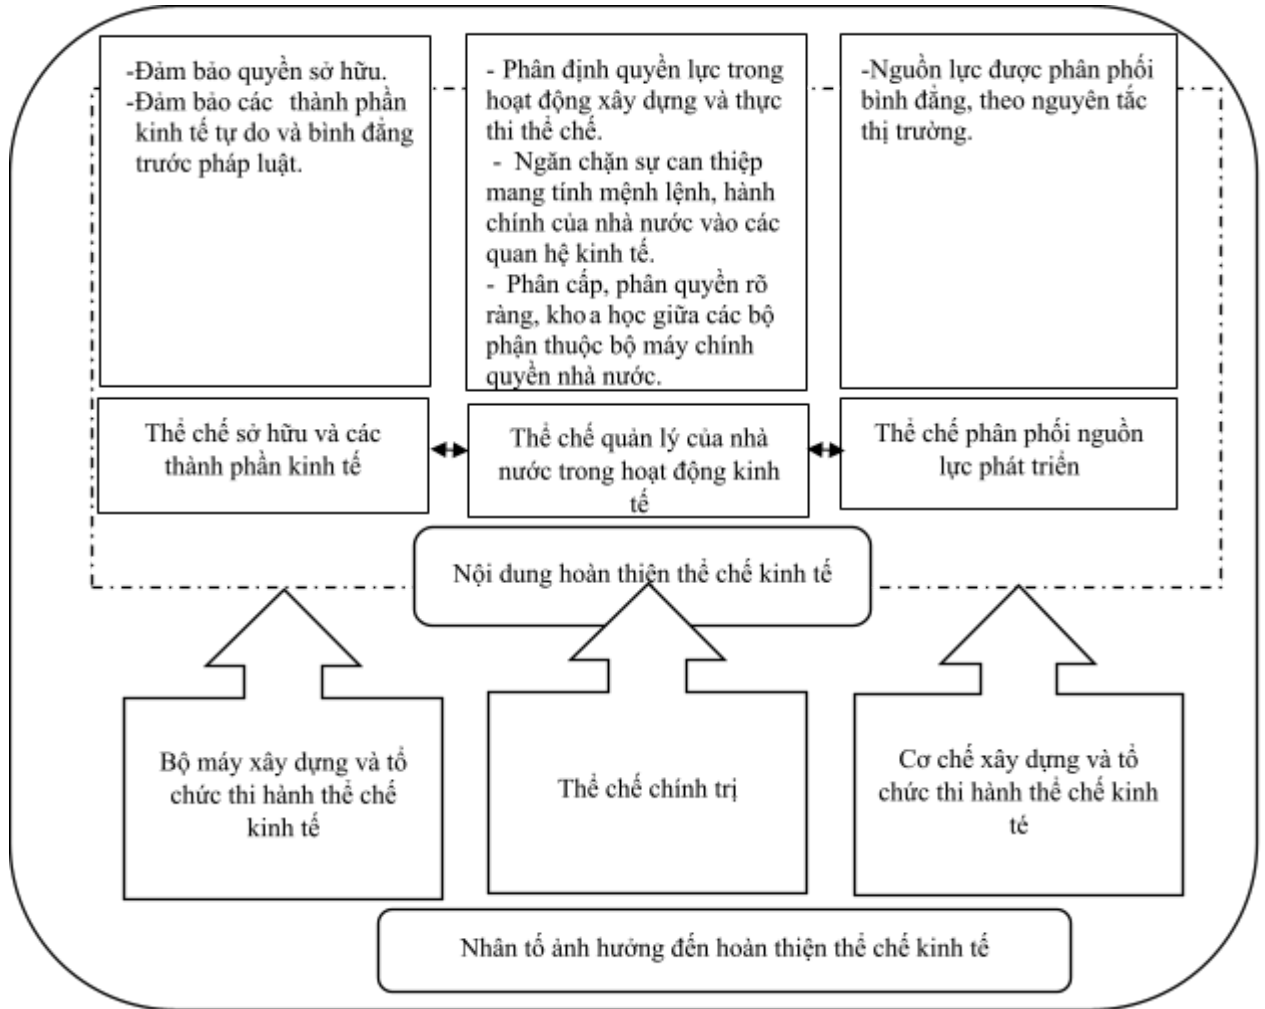 -Đảm bảo quyền sở hữu.
-Đảm bảo các thành phần
kinh tế tự do và bình đẳng
trước pháp luật.
- Phân định quyền lực trong
hoạt động xây dựng và thực
thi thể chế.
- Ngăn chặn sự can thiệp
mang tính mệnh lệnh, hành
chính của nhà nước vào các
quan hệ kinh tế.
- Phân cấp, phân quyền rõ
ràng, khoa học giữa các bộ
phận thuộc bộ máy chính
quyền nhà nước.
-Nguồn lực được phân phối
bình đẳng, theo nguyên tắc
thị trường.
Thể chế sở hữu và các
thành phần kinh tế
Thể chế quản lý của nhà
nước trong hoạt động kinh
tế
Thể chế phân phối nguồn
lực phát triển
Nội dung hoàn thiện thể chế kinh tế
Bộ máy xây dựng và tổ
chức thi hành thể chế
kinh tế
Thể chế chính trị
Cơ chế xây dựng và tổ
chức thi hành thể chế kinh
té
Nhân tố ảnh hưởng đến hoàn thiện thể chế kinh tế